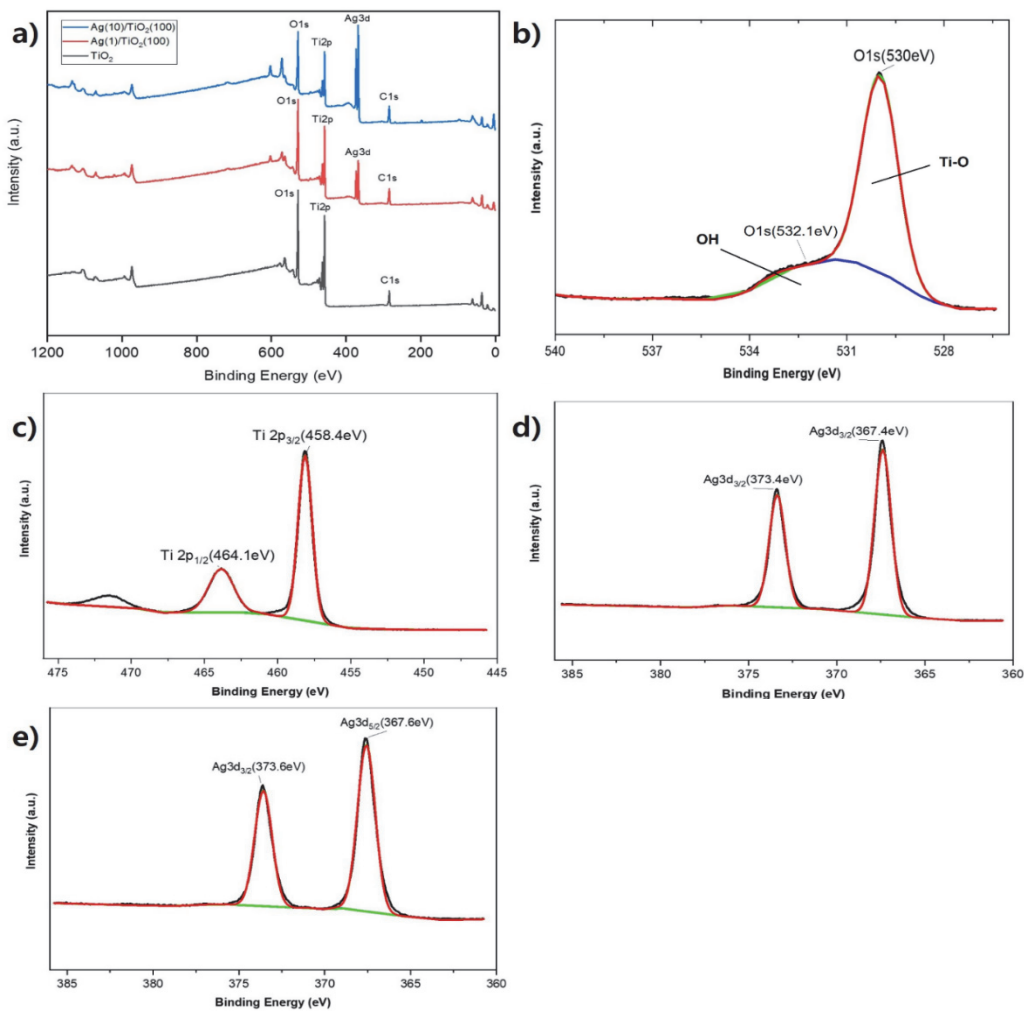 a)
Ag(10)/TiO₂(100)
Ag(1)/TiO₂(100)
TiO₂
O1s
Ti2p
Ag3d
C1s
O1s
Ti2p
Ag3d
C1s
O1s
Ti2p
C1s
Intensity (a.u.)
1200 1000 800 600 400 200 0
Binding Energy (eV)
b)
O1s(530eV)
Ti-O
O1s(532.1eV)
OH
Intensity (a.u.)
540 537 534 531 528
Binding Energy (eV)
c)
Ti 2p₃/₂(458.4eV)
Ti 2p₁/₂(464.1eV)
Intensity (a.u.)
475 470 465 460 455 450 445
Binding Energy (eV)
d)
Ag3d₃/₂(367.4eV)
Ag3d₃/₂(373.4eV)
Intensity (a.u.)
385 380 375 370 365 360
Binding Energy (eV)
e)
Ag3d₅/₂(367.6eV)
Ag3d₃/₂(373.6eV)
Intensity (a.u.)
385 380 375 370 365 360
Binding Energy (eV)